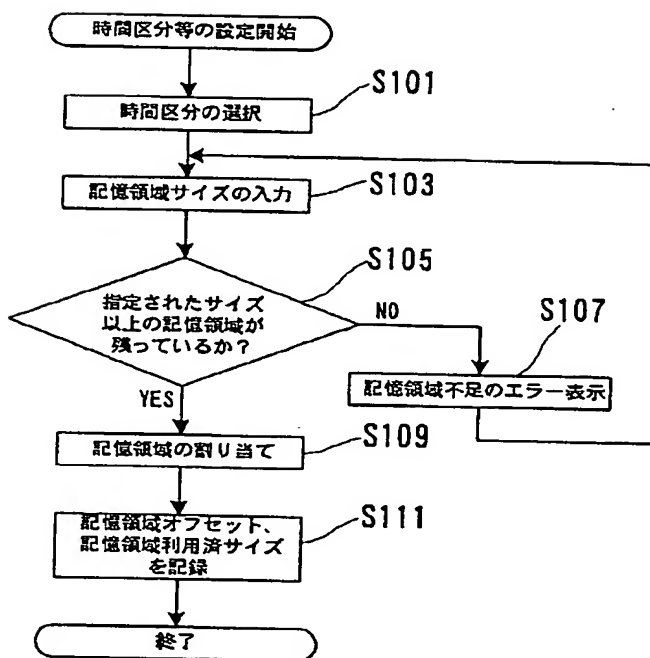 時間区分等の設定開始
S101
時間区分の選択
記憶領域サイズの入力
S103
S105
指定されたサイズ
以上の記憶領域が
残っているか？
NO
S107
YES
記憶領域不足のエラー表示
記憶領域の割り当て
S109
記憶領域オフセット、
記憶領域利用済サイズ
を記録
S111
終了